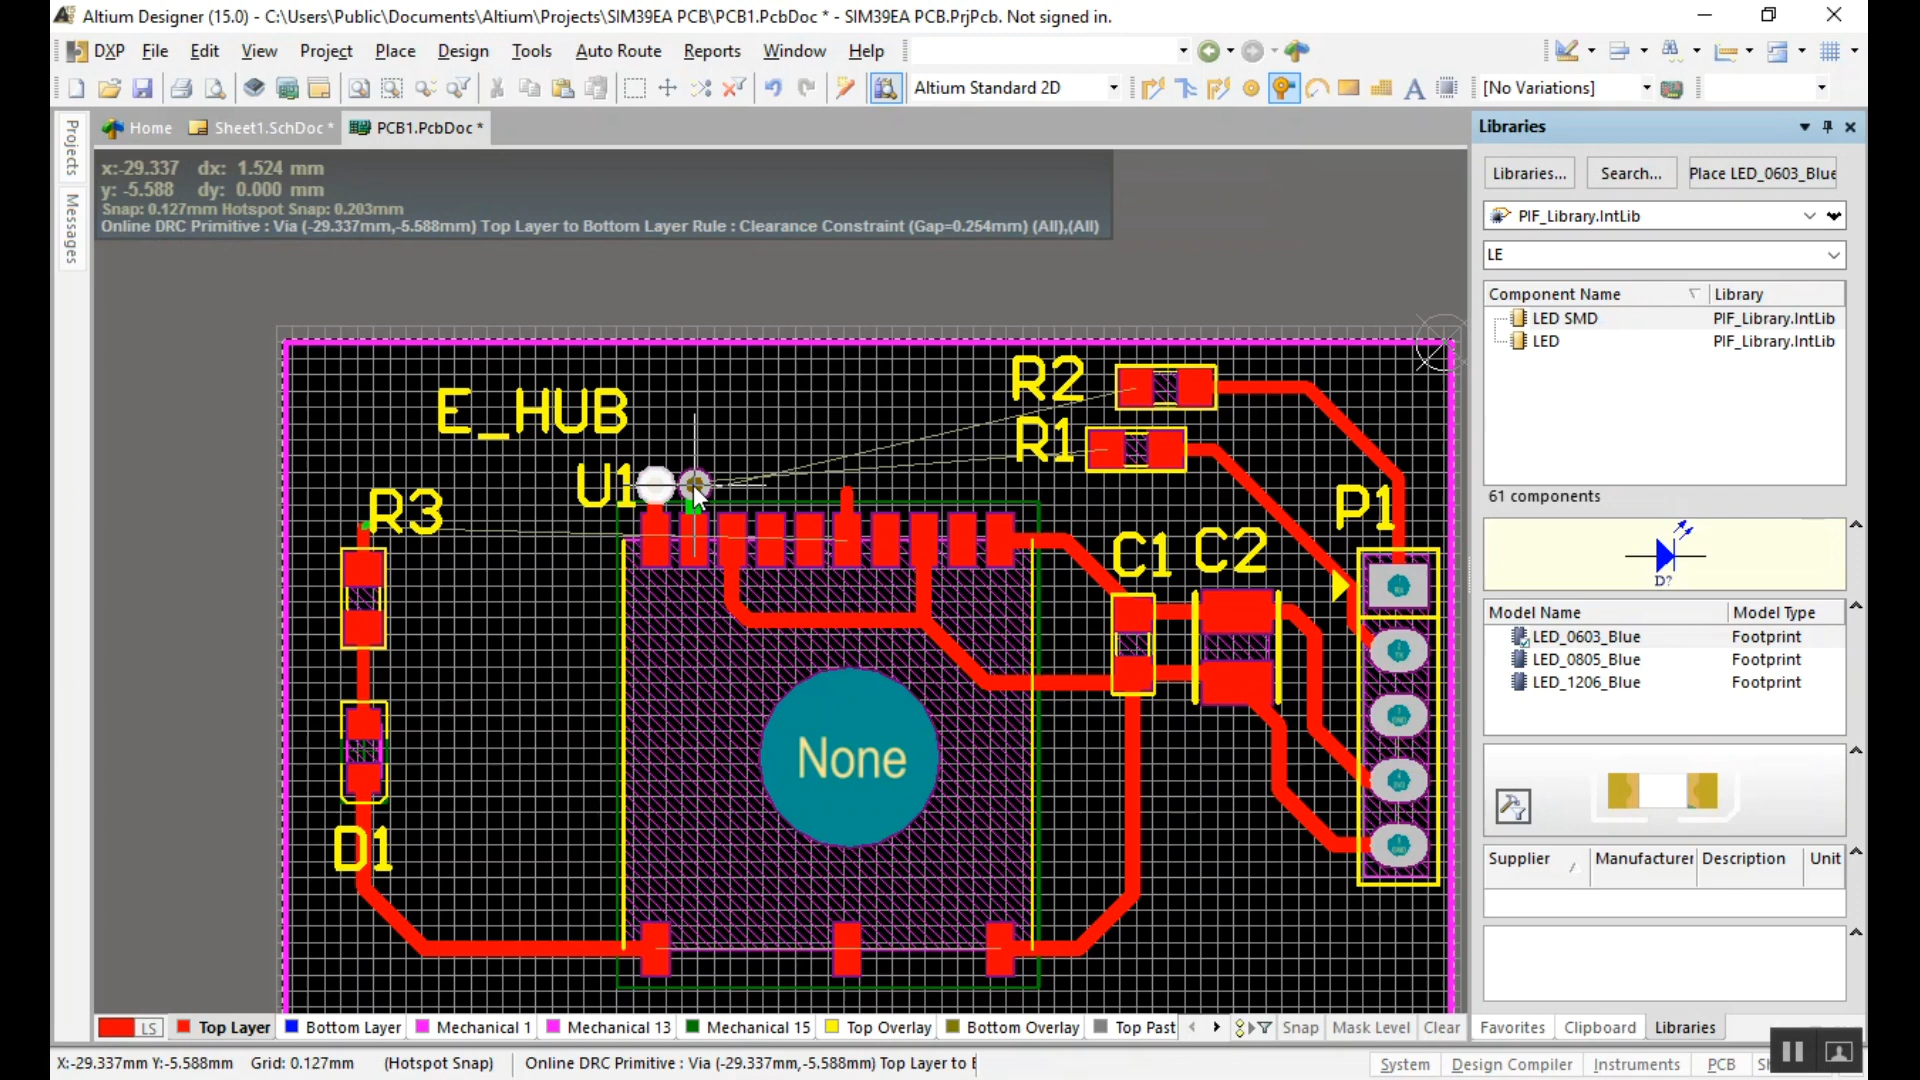 Altium Designer (15.0) - C:\Users\Public\Documents\Altium\Projects\SIM39EA PCB\PCB1.PcbDoc * - SIM39EA PCB.PrjPcb. Not signed in.
DXP File Edit View Project Place Design Tools Auto Route Reports Window Help
Altium Standard 2D [No Variations]
Home Sheet1.SchDoc * PCB1.PcbDoc *
Projects
Messages
x:-29.337 dx: 1.524 mm
y: -5.588 dy: 0.000 mm
Snap: 0.127mm Hotspot Snap: 0.203mm
Online DRC Primitive : Via (-29.337mm,-5.588mm) Top Layer to Bottom Layer Rule : Clearance Constraint (Gap=0.254mm) (All),(All)
E_HUB
U1
R2
R1
R3
P1
C1 C2
None
D1
Libraries
Libraries... Search... Place LED_0603_Blue
PIF_Library.IntLib
LE
Component Name Library
LED SMD PIF_Library.IntLib
LED PIF_Library.IntLib
61 components
D?
Model Name Model Type
LED_0603_Blue Footprint
LED_0805_Blue Footprint
LED_1206_Blue Footprint
Supplier Manufacturer Description Unit
LS Top Layer Bottom Layer Mechanical 1 Mechanical 13 Mechanical 15 Top Overlay Bottom Overlay Top Past Snap Mask Level Clear
Favorites Clipboard Libraries
X:-29.337mm Y:-5.588mm Grid: 0.127mm (Hotspot Snap) Online DRC Primitive : Via (-29.337mm,-5.588mm) Top Layer to
System Design Compiler Instruments PCB